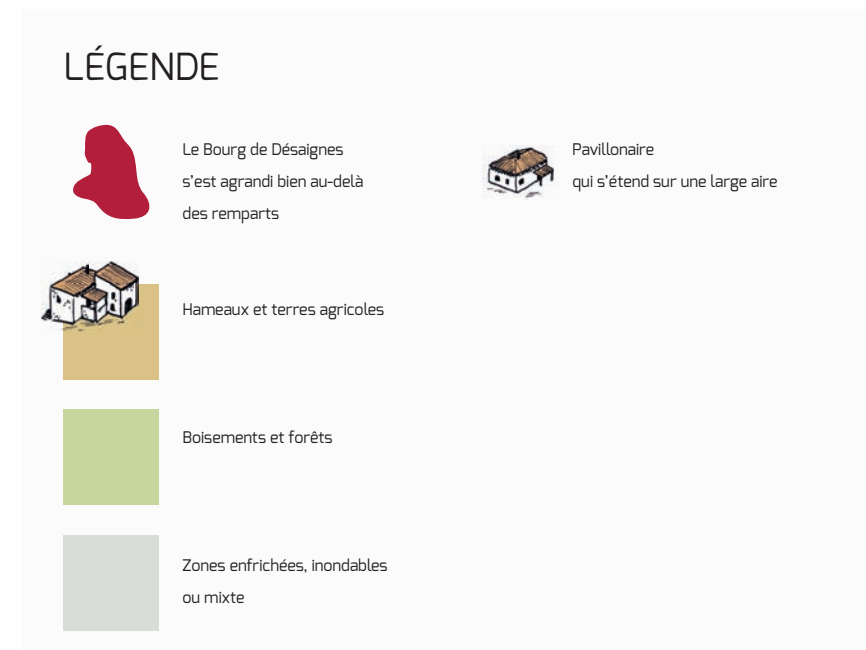 LÉGENDE
Le Bourg de Désaignes
s'est agrandi bien au-delà
des remparts
Hameaux et terres agricoles
Boisements et forêts
Zones enfrichées, inondables
ou mixte
Pavillonaire
qui s'étend sur une large aire